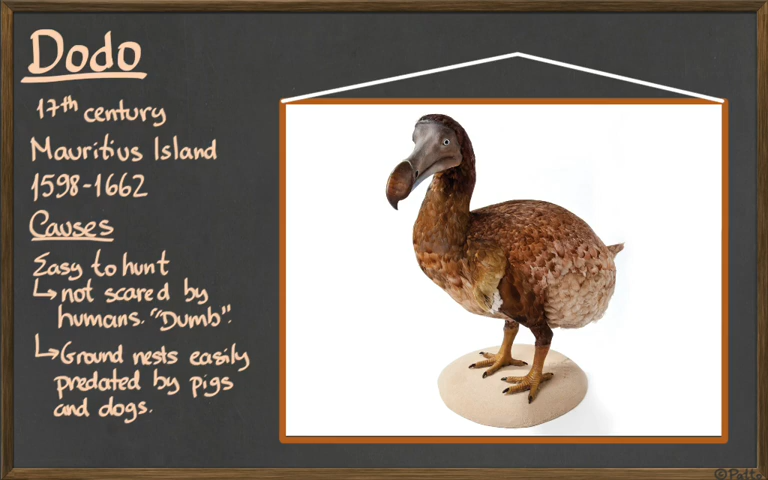 Dodo
17th century
Mauritius Island
1598-1662
Causes
Easy to hunt
↳not scared by
humans. "Dumb".
↳Ground nests easily
predated by pigs
and dogs.